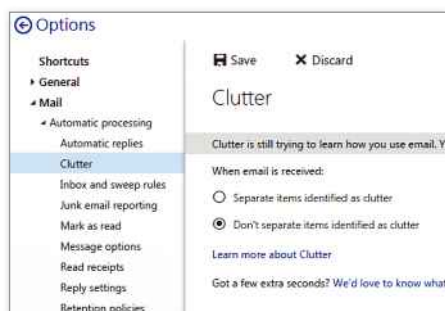 Options
Shortcuts
General
Mail
Automatic processing
Automatic replies
Clutter
Inbox and sweep rules
Junk email reporting
Mark as read
Message options
Read receipts
Reply settings
Retention policies
Save Discard
Clutter
Clutter is still trying to learn how you use email. Y
When email is received:
Separate items identified as clutter
Don't separate items identified as clutter
Learn more about Clutter
Got a few extra seconds? We'd love to know what